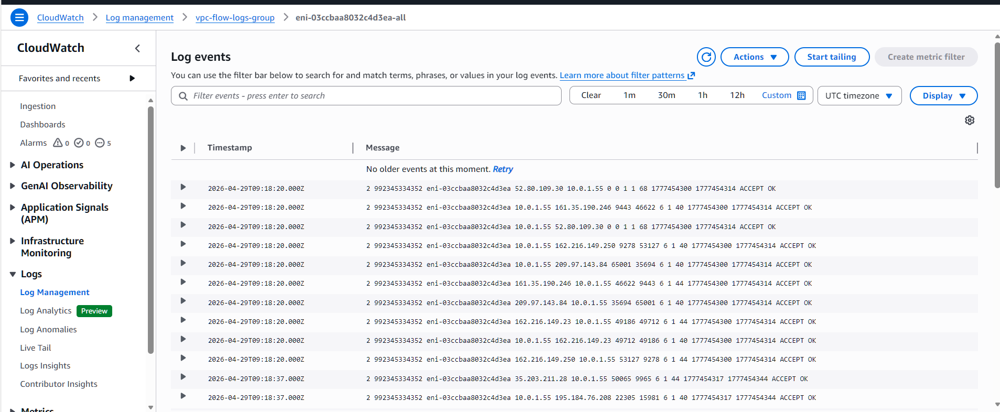 CloudWatch > Log management > vpc-flow-logs-group > eni-03ccbaa8032c4d3ea-all
CloudWatch
Favorites and recents
Ingestion
Dashboards
Alarms 0 0 5
AI Operations
GenAI Observability
Application Signals
(APM)
Infrastructure
Monitoring
Logs
Log Management
Log Analytics Preview
Log Anomalies
Live Tail
Logs Insights
Contributor Insights
Metrics
Log events
Actions
Start tailing
Create metric filter
You can use the filter bar below to search for and match terms, phrases, or values in your log events. Learn more about filter patterns
Filter events - press enter to search
Clear 1m 30m 1h 12h Custom
UTC timezone
Display
Timestamp Message
No older events at this moment. Retry
2026-04-29T09:18:20.000Z 2 992345334352 eni-03ccbaa8032c4d3ea 52.80.109.30 10.0.1.55 0 0 1 1 68 1777454300 1777454314 ACCEPT OK
2026-04-29T09:18:20.000Z 2 992345334352 eni-03ccbaa8032c4d3ea 10.0.1.55 161.35.190.246 9443 46622 6 1 40 1777454300 1777454314 ACCEPT OK
2026-04-29T09:18:20.000Z 2 992345334352 eni-03ccbaa8032c4d3ea 10.0.1.55 52.80.109.30 0 0 1 1 68 1777454300 1777454314 ACCEPT OK
2026-04-29T09:18:20.000Z 2 992345334352 eni-03ccbaa8032c4d3ea 10.0.1.55 162.216.149.250 9278 53127 6 1 40 1777454300 1777454314 ACCEPT OK
2026-04-29T09:18:20.000Z 2 992345334352 eni-03ccbaa8032c4d3ea 10.0.1.55 209.97.143.84 65001 35694 6 1 40 1777454300 1777454314 ACCEPT OK
2026-04-29T09:18:20.000Z 2 992345334352 eni-03ccbaa8032c4d3ea 161.35.190.246 10.0.1.55 46622 9443 6 1 44 1777454300 1777454314 ACCEPT OK
2026-04-29T09:18:20.000Z 2 992345334352 eni-03ccbaa8032c4d3ea 209.97.143.84 10.0.1.55 35694 65001 6 1 40 1777454300 1777454314 ACCEPT OK
2026-04-29T09:18:20.000Z 2 992345334352 eni-03ccbaa8032c4d3ea 162.216.149.23 10.0.1.55 49186 49712 6 1 44 1777454300 1777454314 ACCEPT OK
2026-04-29T09:18:20.000Z 2 992345334352 eni-03ccbaa8032c4d3ea 10.0.1.55 162.216.149.23 49712 49186 6 1 40 1777454300 1777454314 ACCEPT OK
2026-04-29T09:18:20.000Z 2 992345334352 eni-03ccbaa8032c4d3ea 162.216.149.250 10.0.1.55 53127 9278 6 1 44 1777454300 1777454314 ACCEPT OK
2026-04-29T09:18:37.000Z 2 992345334352 eni-03ccbaa8032c4d3ea 35.203.211.28 10.0.1.55 50065 9965 6 1 44 1777454317 1777454344 ACCEPT OK
2026-04-29T09:18:37.000Z 2 992345334352 eni-03ccbaa8032c4d3ea 10.0.1.55 195.184.76.208 22305 15981 6 1 40 1777454317 1777454344 ACCEPT OK